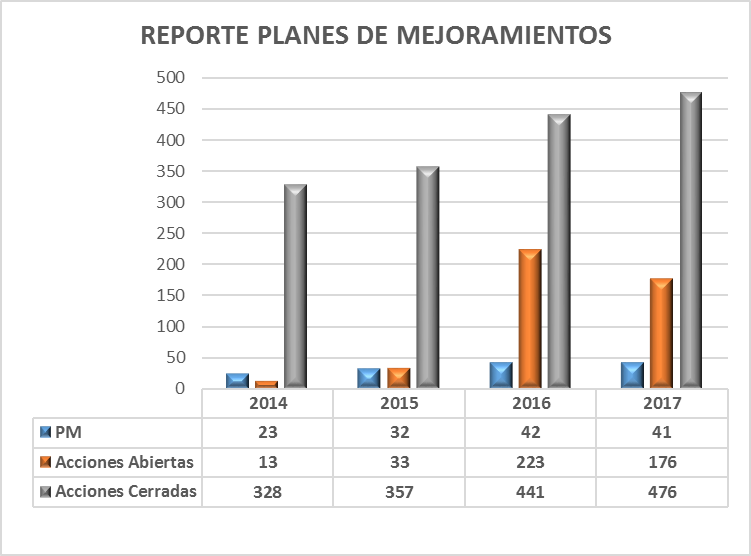 REPORTE PLANES DE MEJORAMIENTOS
500
450
400
350
300
250
200
150
100
50
0
2014 2015 2016 2017
PM 23 32 42 41
Acciones Abiertas 13 33 223 176
Acciones Cerradas 328 357 441 476